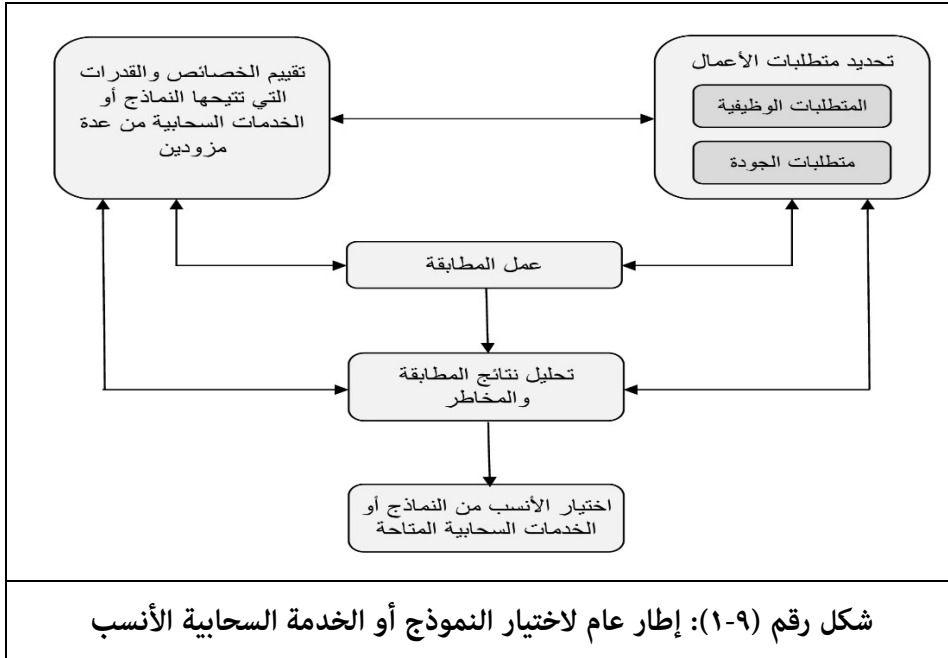 تحديد متطلبات الأعمال
المتطلبات الوظيفية
متطلبات الجودة
تقييم الخصائص والقدرات
التي تتيحها النماذج أو
الخدمات السحابية من عدة
مزودين
عمل المطابقة
تحليل نتائج المطابقة
والمخاطر
اختيار الأنسب من النماذج أو
الخدمات السحابية المتاحة
شكل رقم (٩-١): إطار عام لاختيار النموذج أو الخدمة السحابية الأنسب